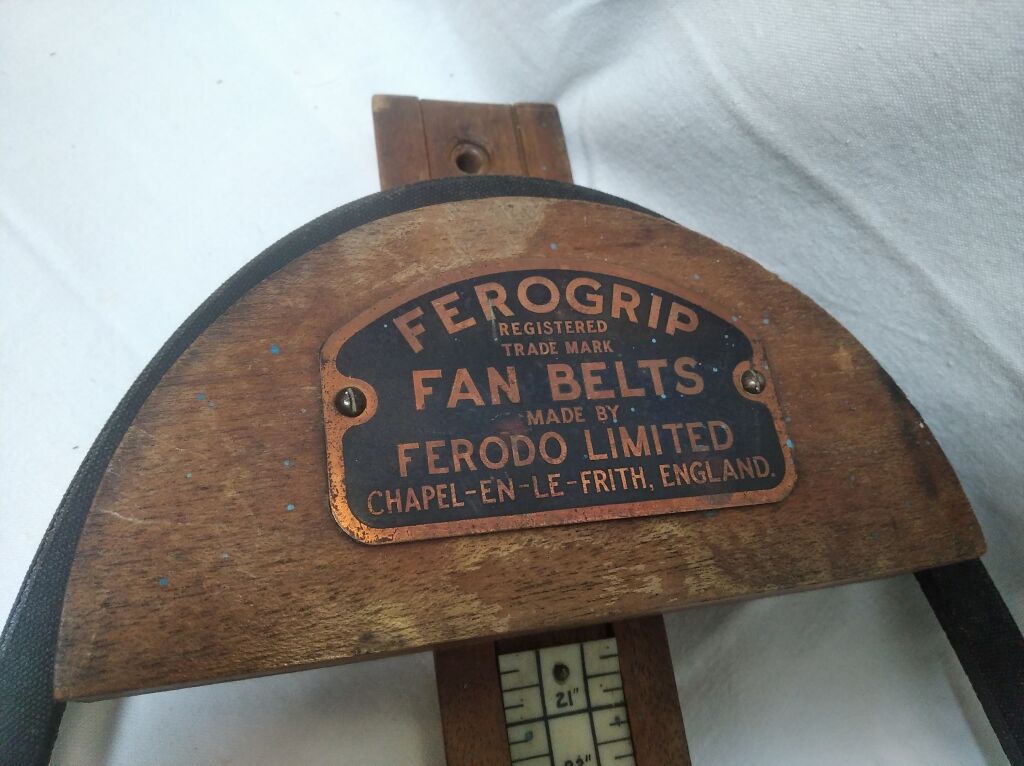 FEROGRIP
REGISTERED
TRADE MARK
FAN BELTS
MADE BY
FERODO LIMITED
CHAPEL-EN-LE-FRITH, ENGLAND.
21"